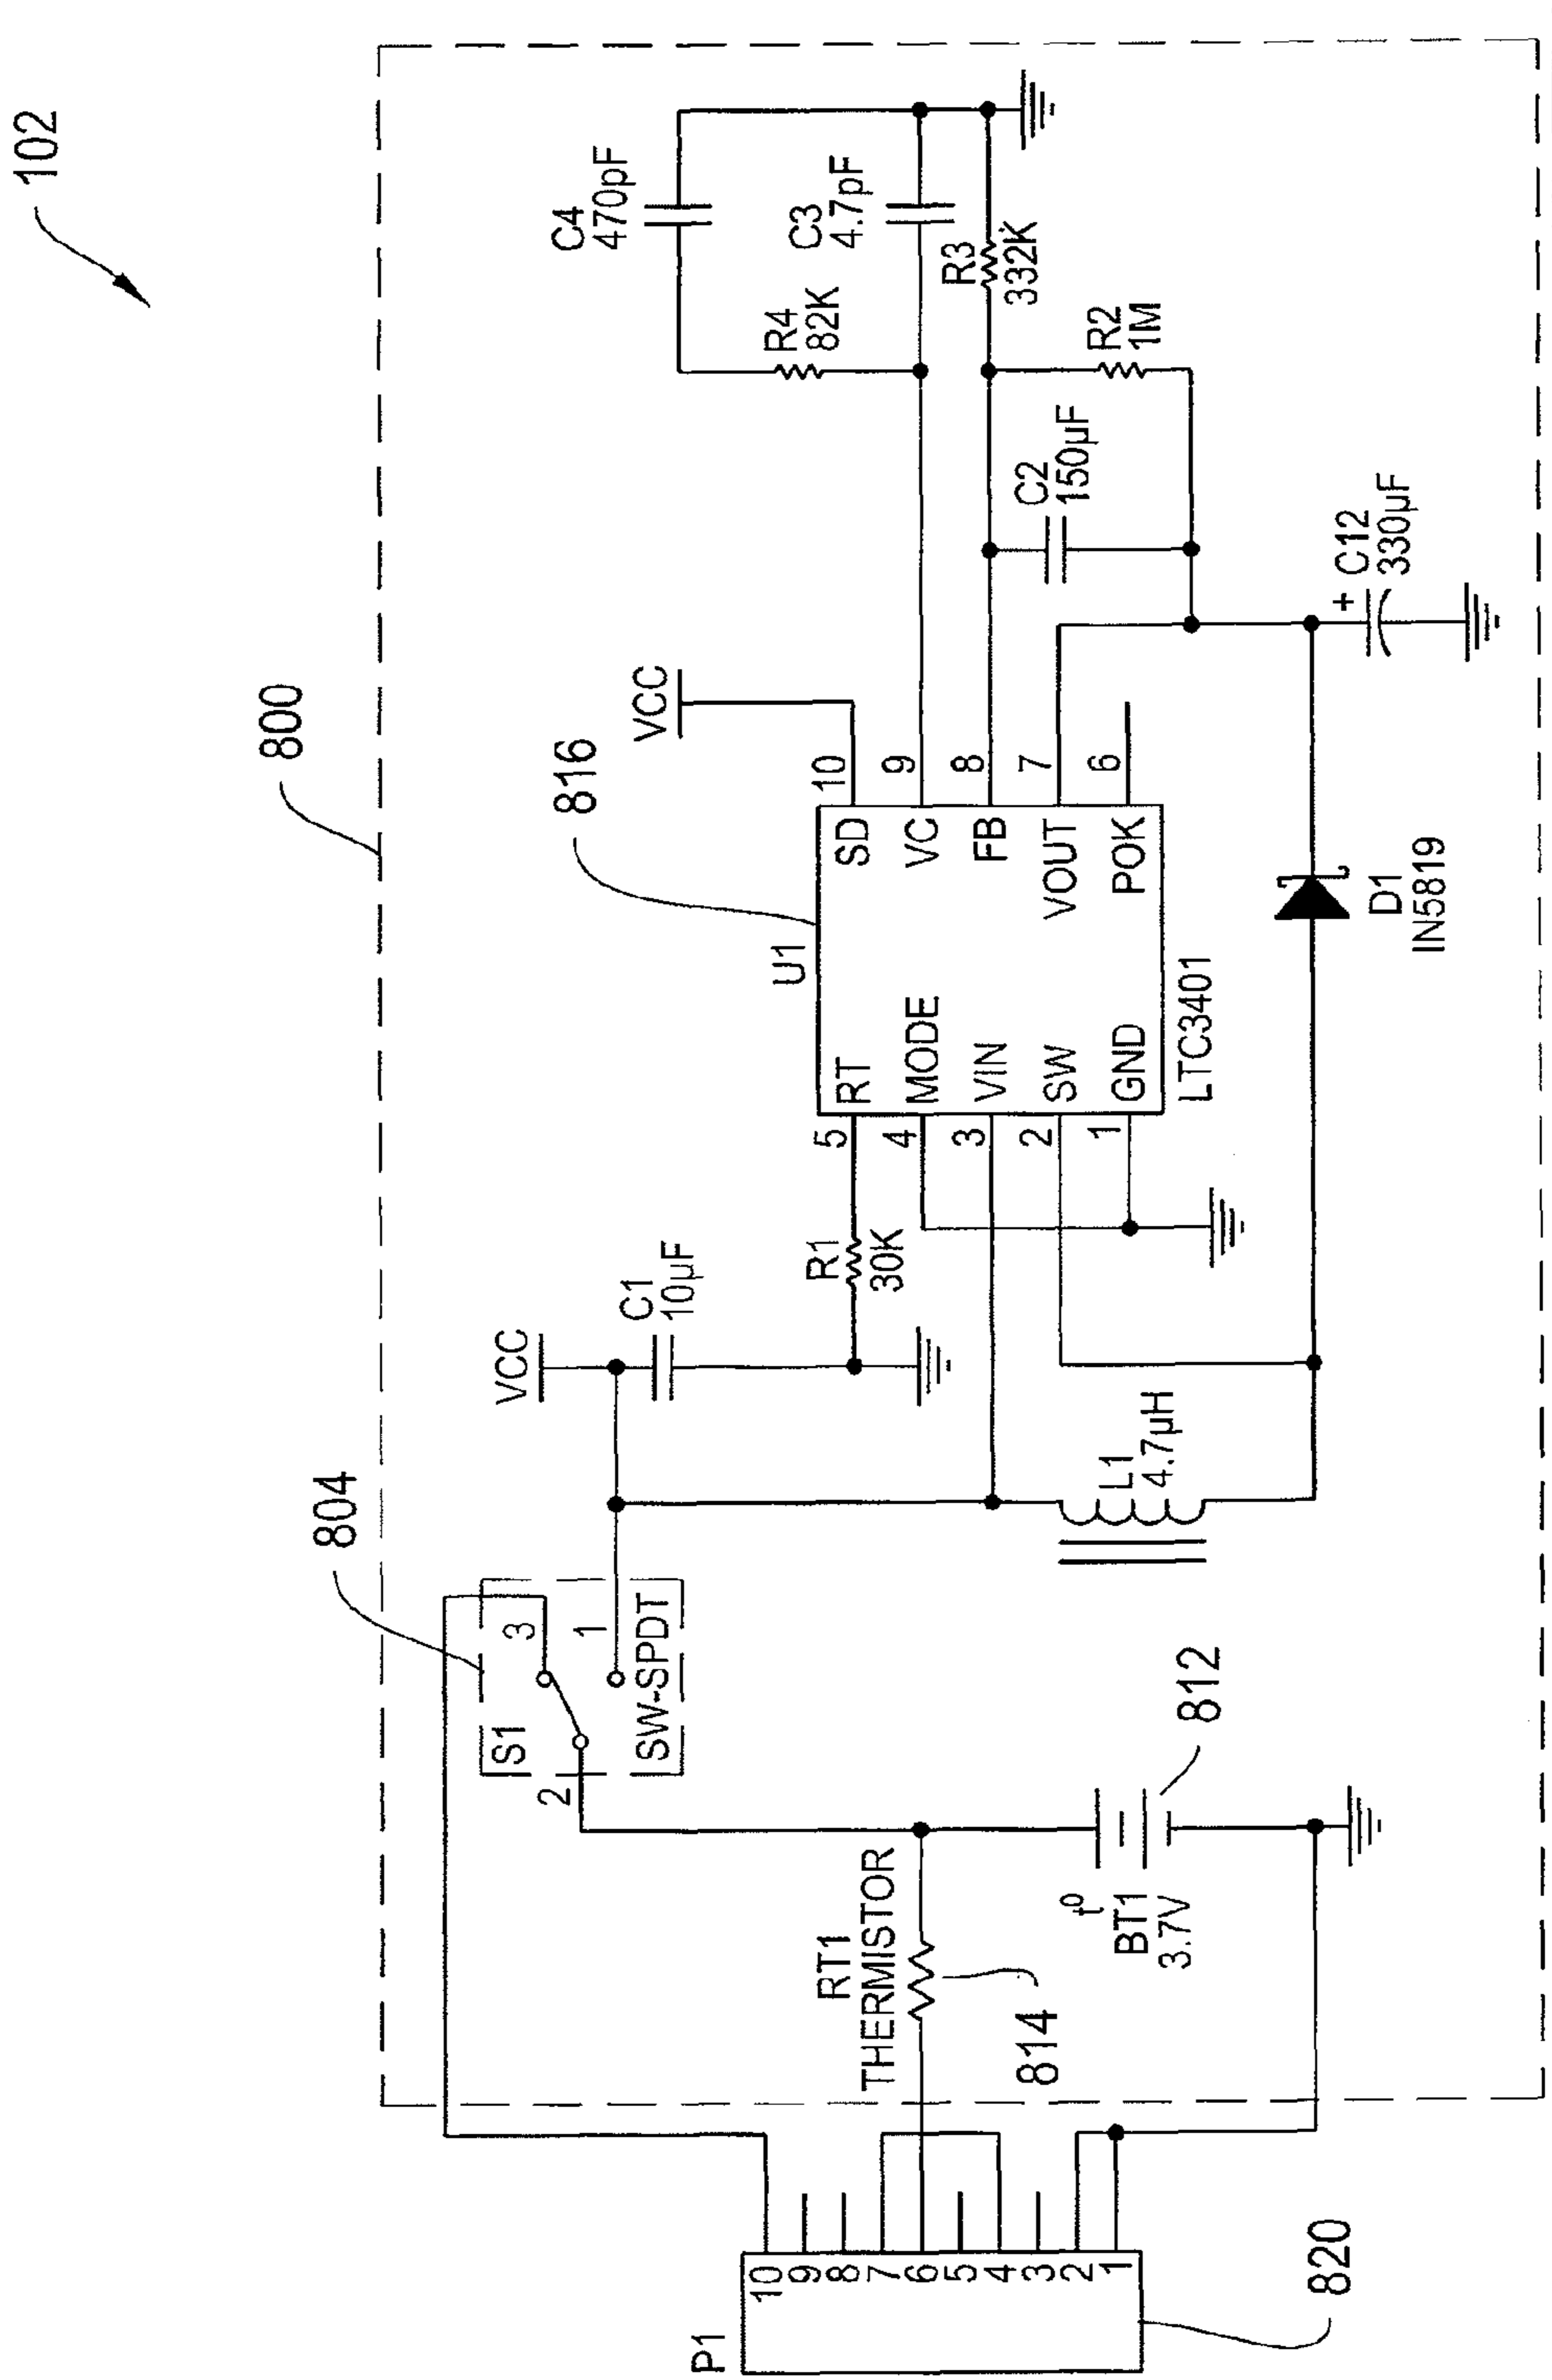 102
800
804
S1
3
1
2
SW-SPDT
VCC
C1
10µF
R1
30K
L1
4.7µH
816
U1
RT
MODE
VIN
SW
GND
5
4
3
2
1
SD
VC
FB
VOUT
POK
10
9
8
7
6
LTC3401
VCC
C4
470pF
R4
82K
C3
4.7pF
R3
332K
R2
1M
C2
150µF
+
C12
330µF
D1
IN5819
RT1
THERMISTOR
814
t°
BT1
3.7V
812
P1
10
9
8
7
6
5
4
3
2
1
820